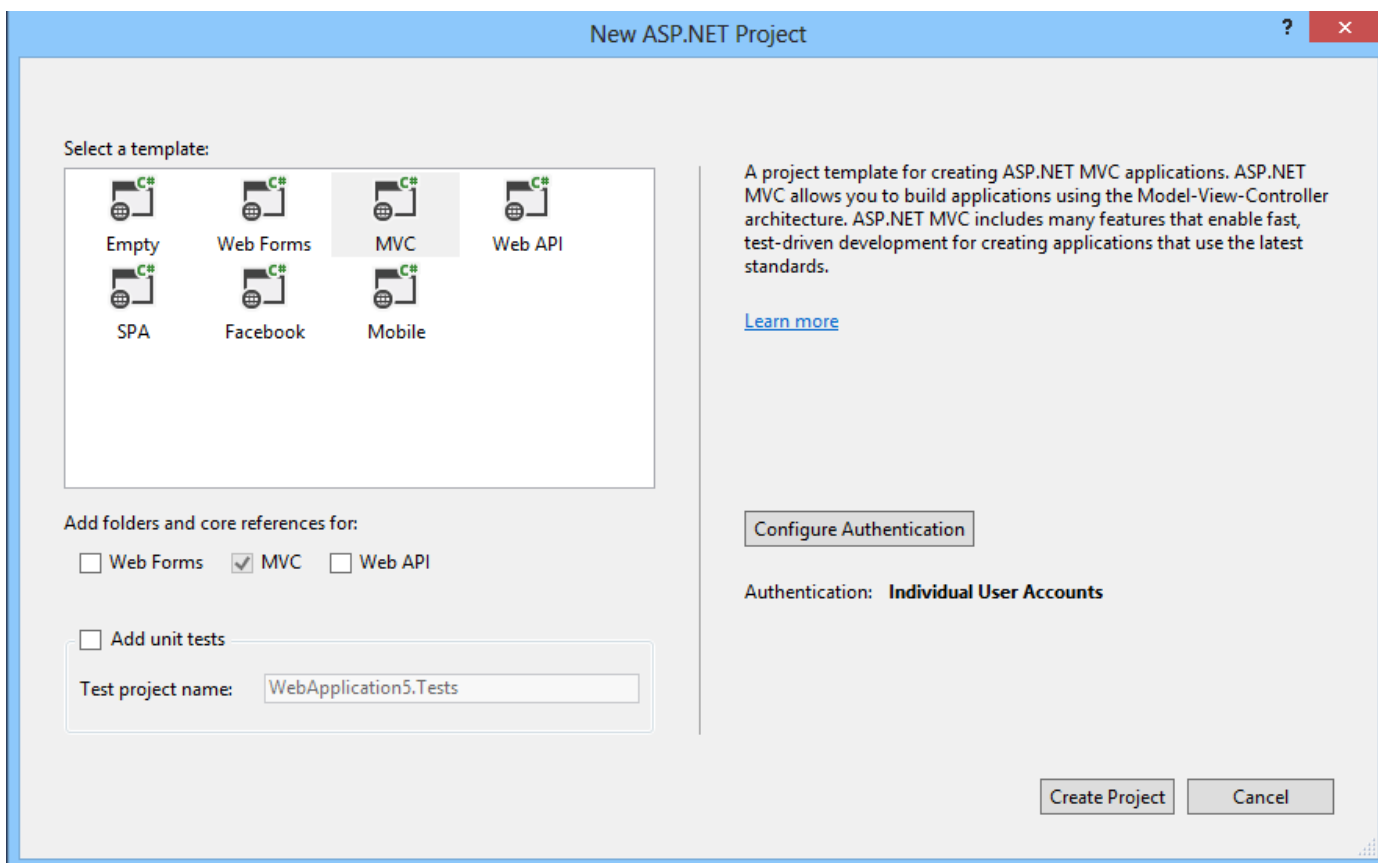 New ASP.NET Project
?
Select a template:
C# C# C# C#
Empty Web Forms MVC Web API
C# C# C#
SPA Facebook Mobile
A project template for creating ASP.NET MVC applications. ASP.NET
MVC allows you to build applications using the Model-View-Controller
architecture. ASP.NET MVC includes many features that enable fast,
test-driven development for creating applications that use the latest
standards.
Learn more
Add folders and core references for:
Web Forms MVC Web API
Add unit tests
Test project name: WebApplication5.Tests
Configure Authentication
Authentication: Individual User Accounts
Create Project Cancel